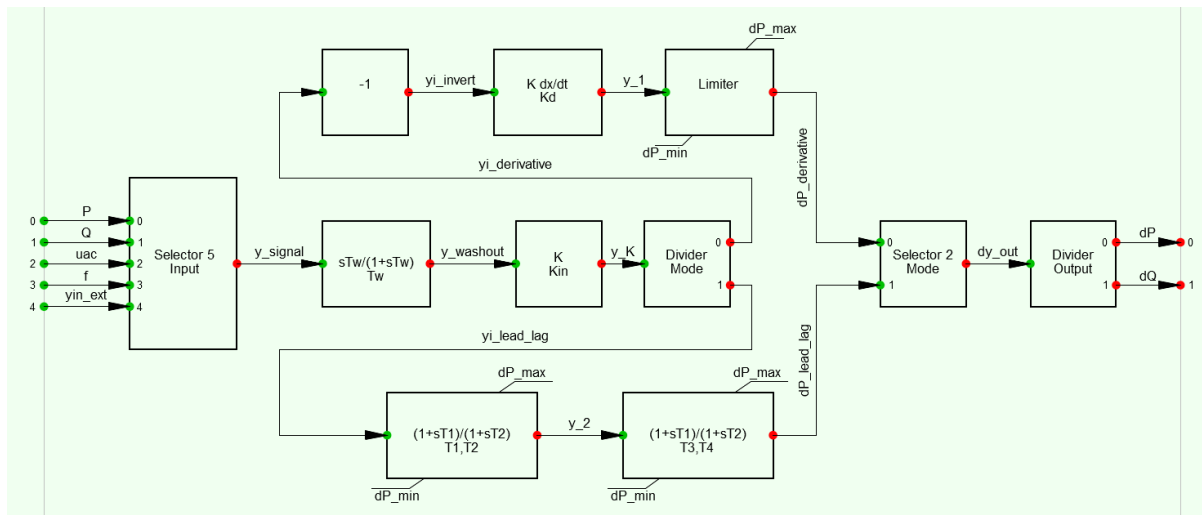 dP_max
-1
yi_invert
K dx/dt
Kd
y_1
Limiter
dP_min
yi_derivative
dP_derivative
0 P 0
1 Q 1
2 uac 2
3 f 3
4 yin_ext 4
Selector 5
Input
y_signal
sTw/(1+sTw)
Tw
y_washout
K
Kin
y_K
Divider
Mode
0
1
0
1
Selector 2
Mode
dy_out
Divider
Output
0 dP 0
1 dQ 1
yi_lead_lag
dP_lead_lag
dP_max
(1+sT1)/(1+sT2)
T1,T2
dP_min
y_2
dP_max
(1+sT1)/(1+sT2)
T3,T4
dP_min